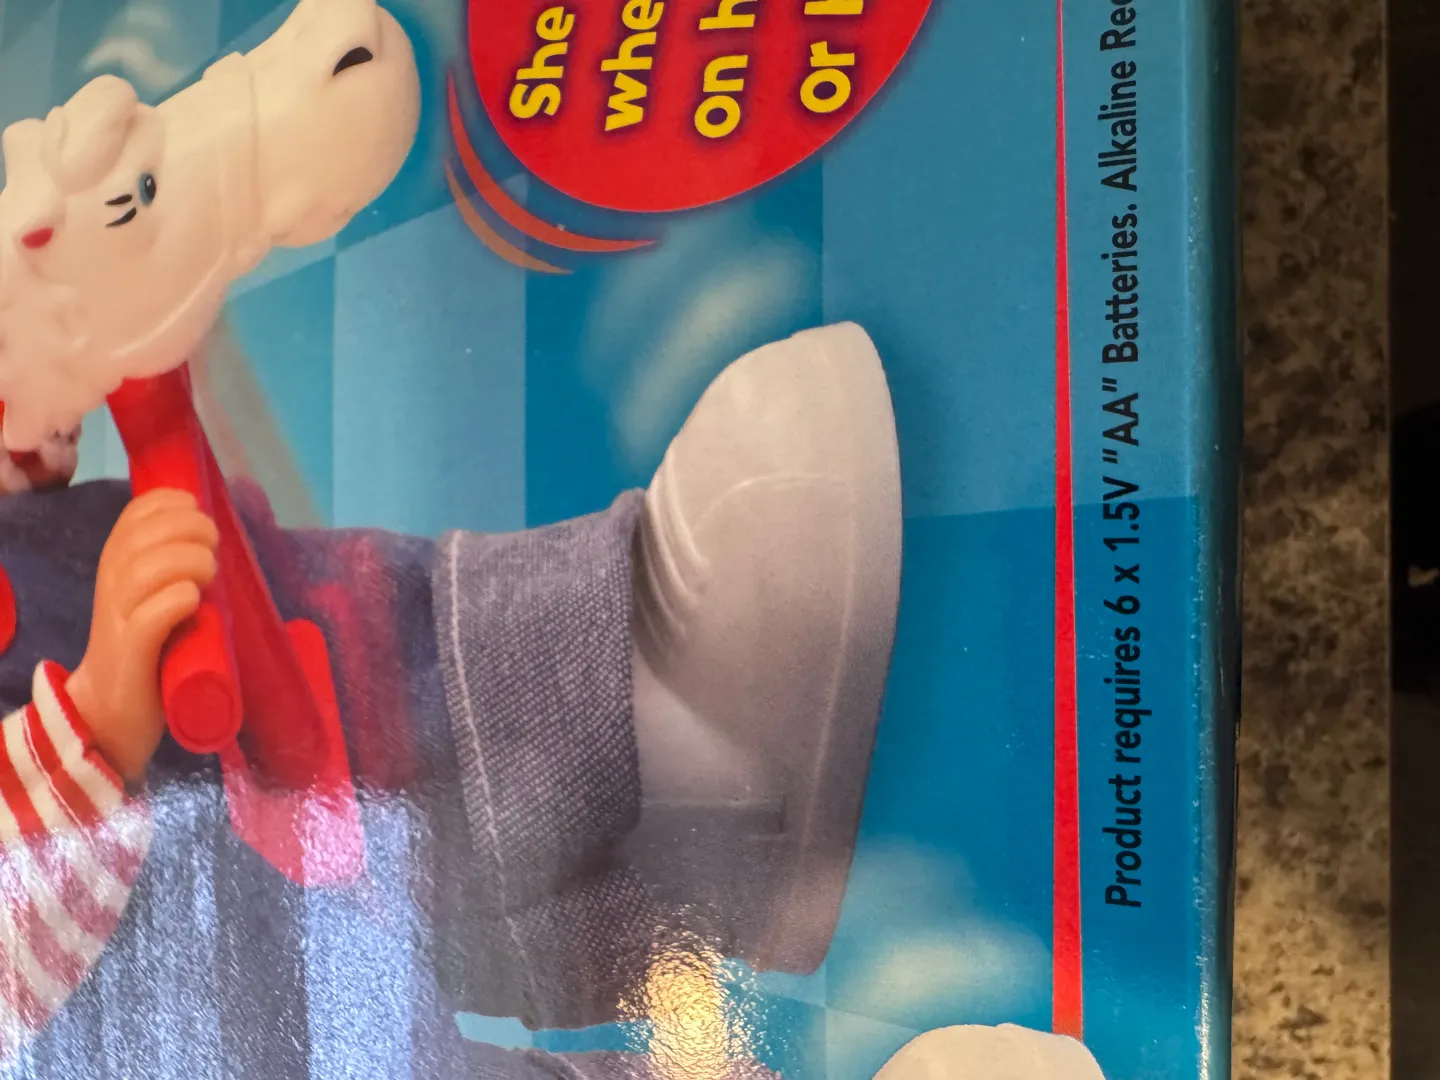 She
whe
on h
or
Product requires 6 x 1.5V "AA" Batteries. Alkaline Rec